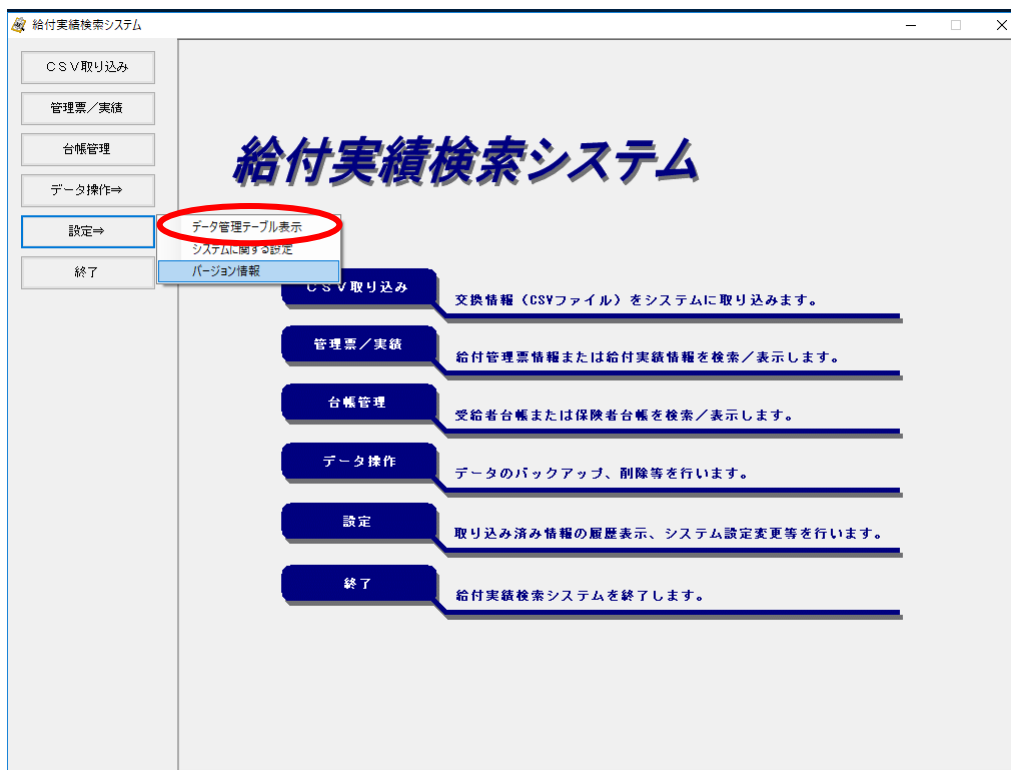 給付実績検索システム
ＣＳＶ取り込み
管理票／実績
台帳管理
データ操作⇒
設定⇒
終了
データ管理テーブル表示
システムに関する設定
バージョン情報
給付実績検索システム
ＣＳＶ取り込み
交換情報（CSVファイル）をシステムに取り込みます。
管理票／実績
給付管理票情報または給付実績情報を検索／表示します。
台帳管理
受給者台帳または保険者台帳を検索／表示します。
データ操作
データのバックアップ、削除等を行います。
設定
取り込み済み情報の履歴表示、システム設定変更等を行います。
終了
給付実績検索システムを終了します。